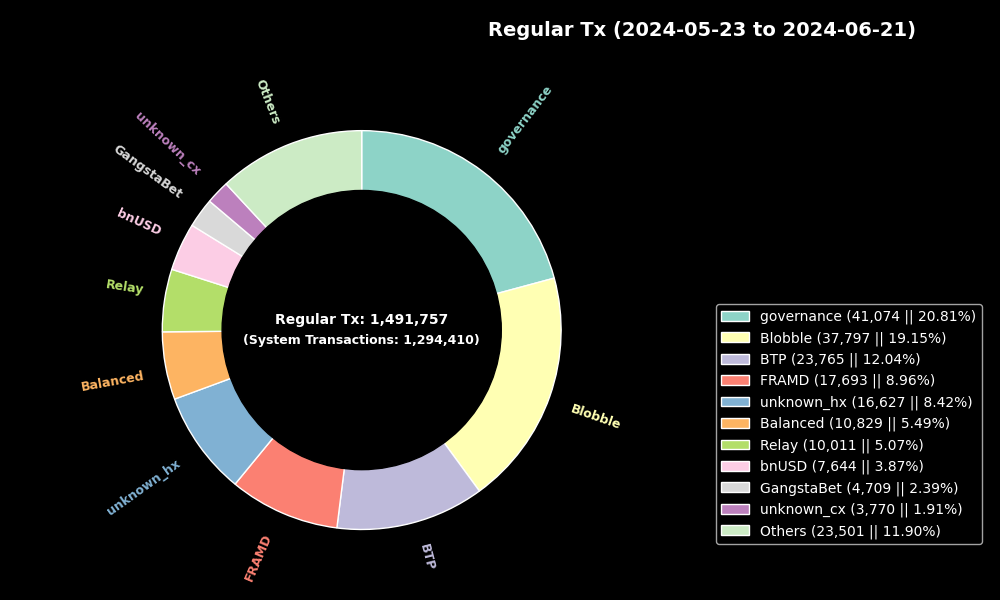 Regular Tx (2024-05-23 to 2024-06-21)
governance
Others
unknown_cx
GangstaBet
bnUSD
Relay
Balanced
unknown_hx
FRAMD
BTP
Blobble
Regular Tx: 1,491,757
(System Transactions: 1,294,410)
governance (41,074 || 20.81%)
Blobble (37,797 || 19.15%)
BTP (23,765 || 12.04%)
FRAMD (17,693 || 8.96%)
unknown_hx (16,627 || 8.42%)
Balanced (10,829 || 5.49%)
Relay (10,011 || 5.07%)
bnUSD (7,644 || 3.87%)
GangstaBet (4,709 || 2.39%)
unknown_cx (3,770 || 1.91%)
Others (23,501 || 11.90%)